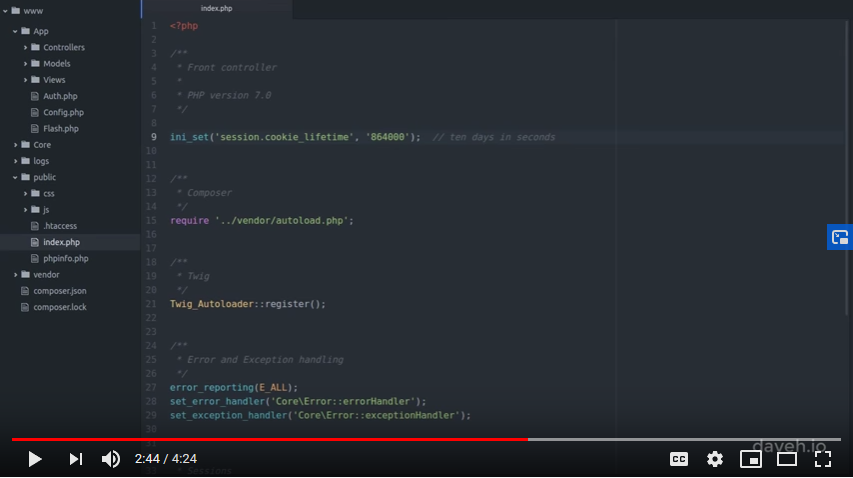 www
App
Controllers
Models
Views
Auth.php
Config.php
Flash.php
Core
logs
public
css
js
.htaccess
index.php
phpinfo.php
vendor
composer.json
composer.lock
index.php
1 <?php
2
3 /**
4 * Front controller
5 *
6 * PHP version 7.0
7 */
8
9 ini_set('session.cookie_lifetime', '864000'); // ten days in seconds
10
11
12 /**
13 * Composer
14 */
15 require '../vendor/autoload.php';
16
17
18 /**
19 * Twig
20 */
21 Twig_Autoloader::register();
22
23
24 /**
25 * Error and Exception handling
26 */
27 error_reporting(E_ALL);
28 set_error_handler('Core\Error::errorHandler');
29 set_exception_handler('Core\Error::exceptionHandler');
30
31
* Sessions
daveh.io
2:44 / 4:24
CC